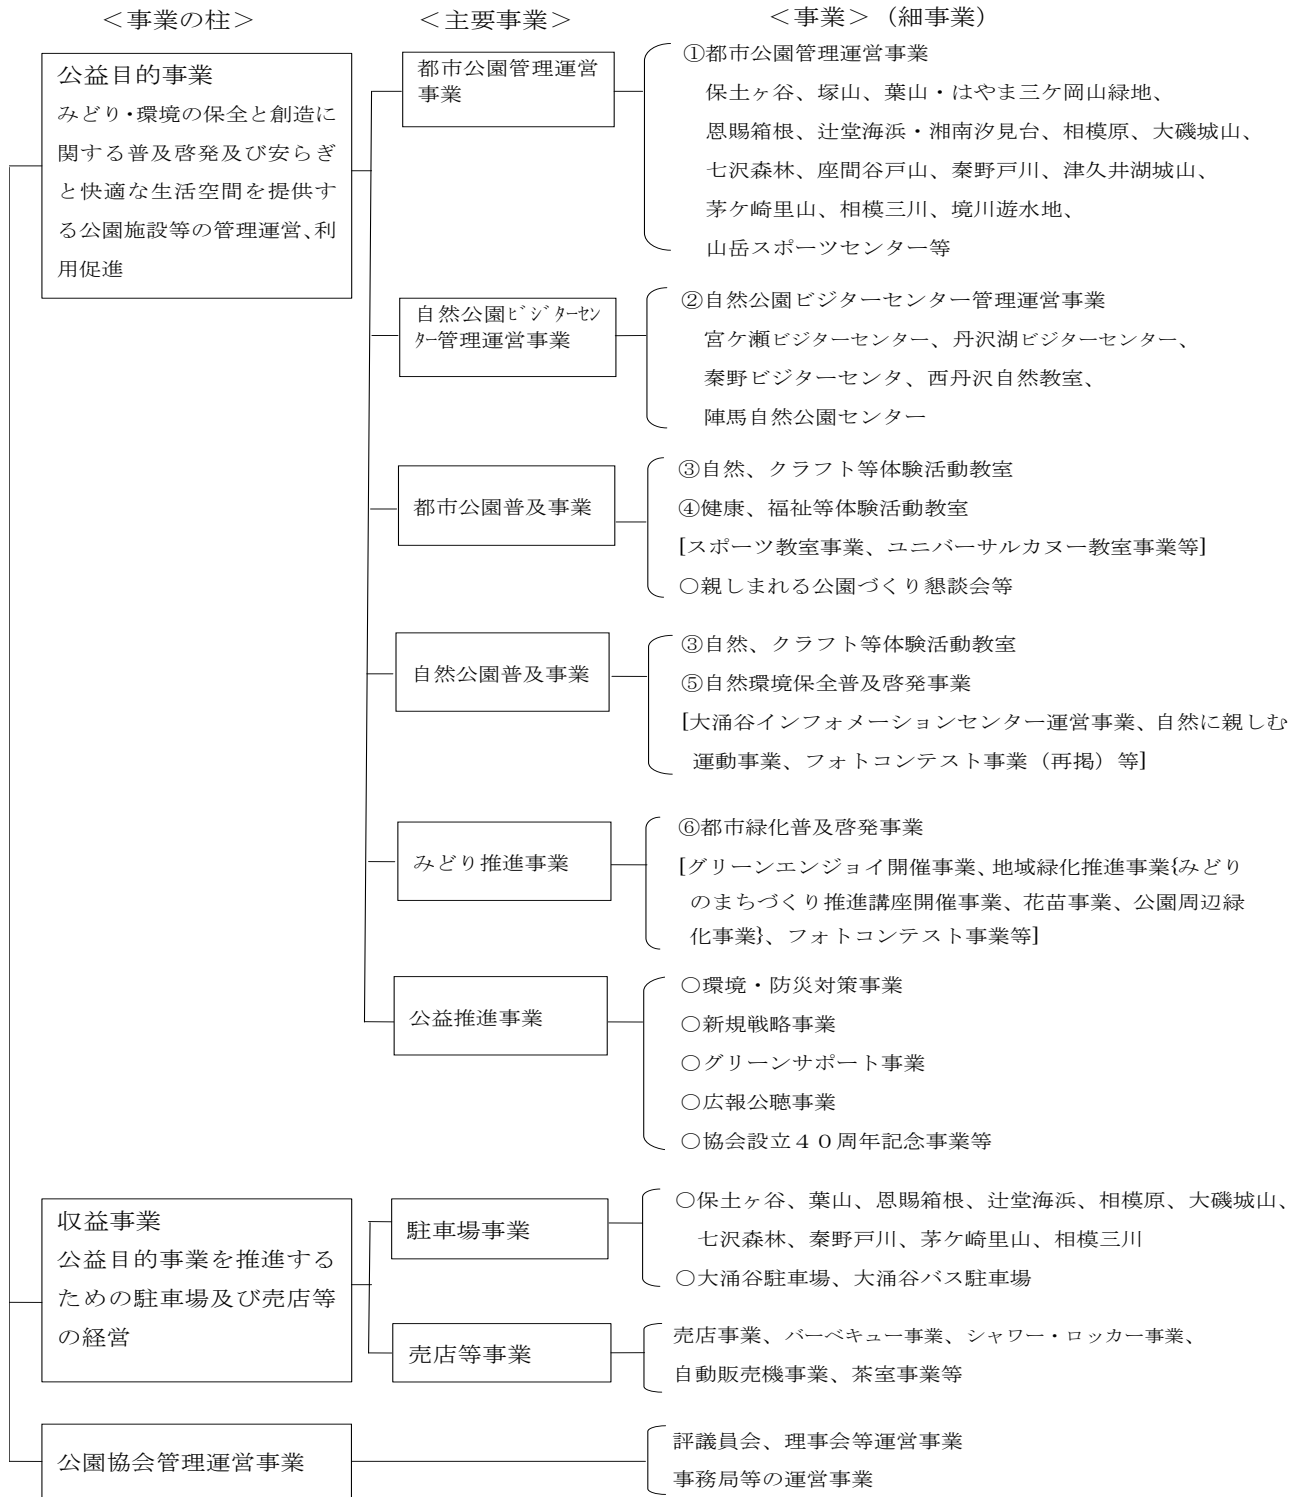 ＜事業の柱＞　＜主要事業＞　＜事業＞（細事業）
公益目的事業
みどり・環境の保全と創造に
関する普及啓発及び安らぎ
と快適な生活空間を提供す
る公園施設等の管理運営、利
用促進
都市公園管理運営
事業
①都市公園管理運営事業
保土ヶ谷、塚山、葉山・はやま三ケ岡山緑地、
恩賜箱根、辻堂海浜・湘南汐見台、相模原、大磯城山、
七沢森林、座間谷戸山、秦野戸川、津久井湖城山、
茅ケ崎里山、相模三川、境川遊水地、
山岳スポーツセンター等
自然公園ﾋﾞｼﾞﾀｰｾﾝ
ﾀｰ管理運営事業
②自然公園ビジターセンター管理運営事業
宮ケ瀬ビジターセンター、丹沢湖ビジターセンター、
秦野ビジターセンタ、西丹沢自然教室、
陣馬自然公園センター
都市公園普及事業
③自然、クラフト等体験活動教室
④健康、福祉等体験活動教室
[スポーツ教室事業、ユニバーサルカヌー教室事業等]
○親しまれる公園づくり懇談会等
自然公園普及事業
③自然、クラフト等体験活動教室
⑤自然環境保全普及啓発事業
[大涌谷インフォメーションセンター運営事業、自然に親しむ
運動事業、フォトコンテスト事業（再掲）等]
みどり推進事業
⑥都市緑化普及啓発事業
[グリーンエンジョイ開催事業、地域緑化推進事業{みどり
のまちづくり推進講座開催事業、花苗事業、公園周辺緑
化事業}、フォトコンテスト事業等]
公益推進事業
○環境・防災対策事業
○新規戦略事業
○グリーンサポート事業
○広報公聴事業
○協会設立４０周年記念事業等
収益事業
公益目的事業を推進する
ための駐車場及び売店等
の経営
駐車場事業
○保土ヶ谷、葉山、恩賜箱根、辻堂海浜、相模原、大磯城山、
七沢森林、秦野戸川、茅ケ崎里山、相模三川
○大涌谷駐車場、大涌谷バス駐車場
売店等事業
売店事業、バーベキュー事業、シャワー・ロッカー事業、
自動販売機事業、茶室事業等
公園協会管理運営事業
評議員会、理事会等運営事業
事務局等の運営事業